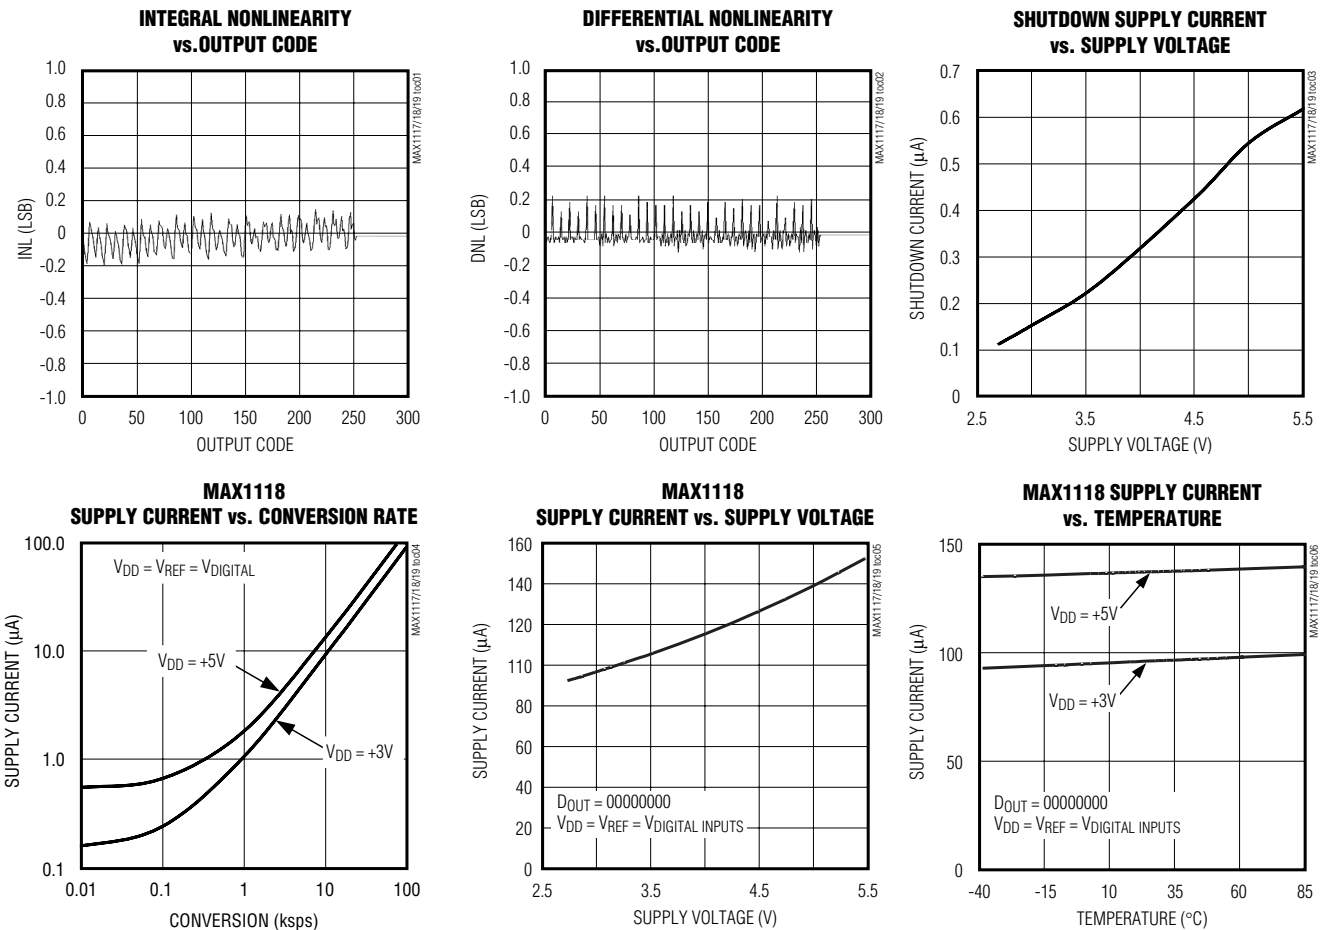 INTEGRAL NONLINEARITY
vs.OUTPUT CODE
1.0
0.8
0.6
0.4
0.2
0
-0.2
-0.4
-0.6
-0.8
-1.0
INL (LSB)
0 50 100 150 200 250 300
OUTPUT CODE
MAX1117/18/19 toc01
DIFFERENTIAL NONLINEARITY
vs.OUTPUT CODE
1.0
0.8
0.6
0.4
0.2
0
-0.2
-0.4
-0.6
-0.8
-1.0
DNL (LSB)
0 50 100 150 200 250 300
OUTPUT CODE
MAX1117/18/19 toc02
SHUTDOWN SUPPLY CURRENT
vs. SUPPLY VOLTAGE
0.7
0.6
0.5
0.4
0.3
0.2
0.1
0
SHUTDOWN CURRENT (µA)
2.5 3.5 4.5 5.5
SUPPLY VOLTAGE (V)
MAX1117/18/19 toc03
MAX1118
SUPPLY CURRENT vs. CONVERSION RATE
100.0
10.0
1.0
0.1
SUPPLY CURRENT (µA)
VDD = VREF = VDIGITAL
VDD = +5V
VDD = +3V
0.01 0.1 1 10 100
CONVERSION (ksps)
MAX1117/18/19 toc04
MAX1118
SUPPLY CURRENT vs. SUPPLY VOLTAGE
160
140
120
110
80
60
40
20
0
SUPPLY CURRENT (µA)
DOUT = 00000000
VDD = VREF = VDIGITAL INPUTS
2.5 3.5 4.5 5.5
SUPPLY VOLTAGE (V)
MAX1117/18/19 toc05
MAX1118 SUPPLY CURRENT
vs. TEMPERATURE
150
100
50
0
SUPPLY CURRENT (µA)
VDD = +5V
VDD = +3V
DOUT = 00000000
VDD = VREF = VDIGITAL INPUTS
-40 -15 10 35 60 85
TEMPERATURE (°C)
MAX1117/18/19 toc06